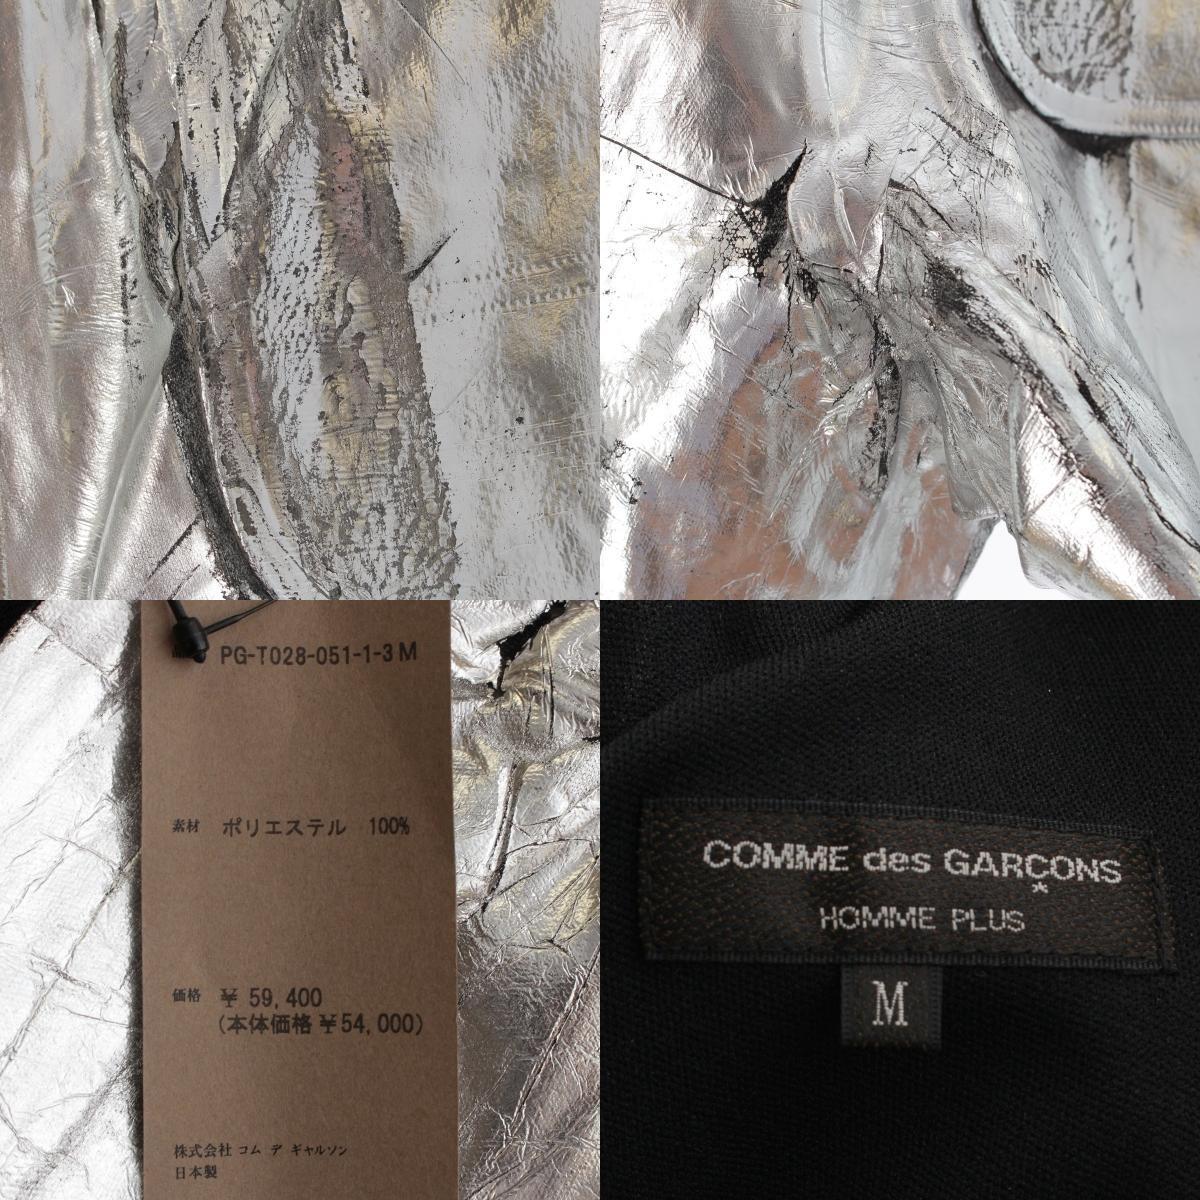 PG-T028-051-1-3 M
素材 ポリエステル 100%
価格 ¥ 59,400
(本体価格 ¥54,000)
株式会社 コム デ ギャルソン
日本製
COMME des GARÇONS
HOMME PLUS
M